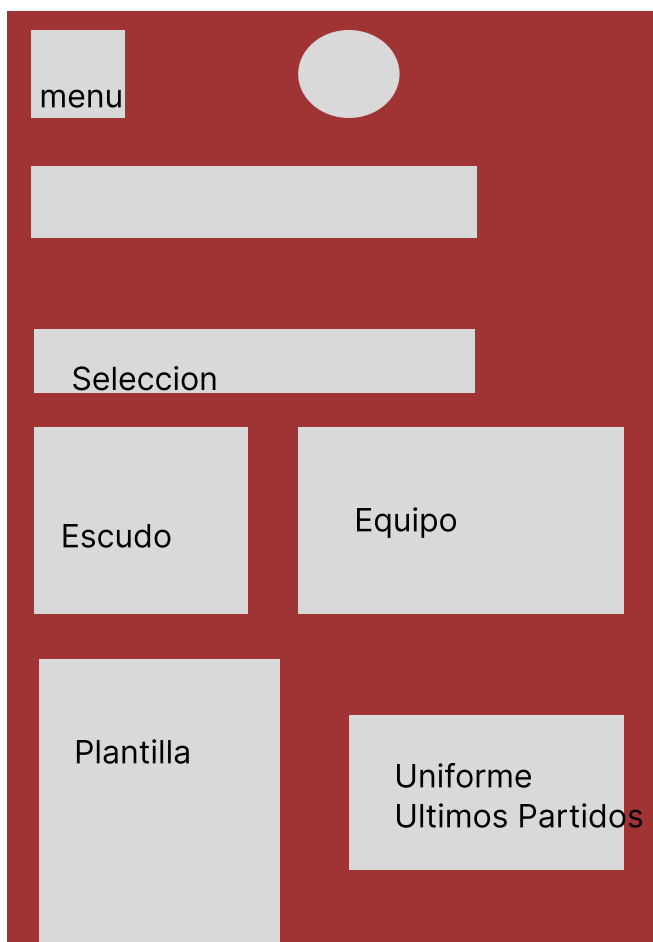 menu
Seleccion
Escudo
Equipo
Plantilla
Uniforme
Ultimos Partidos